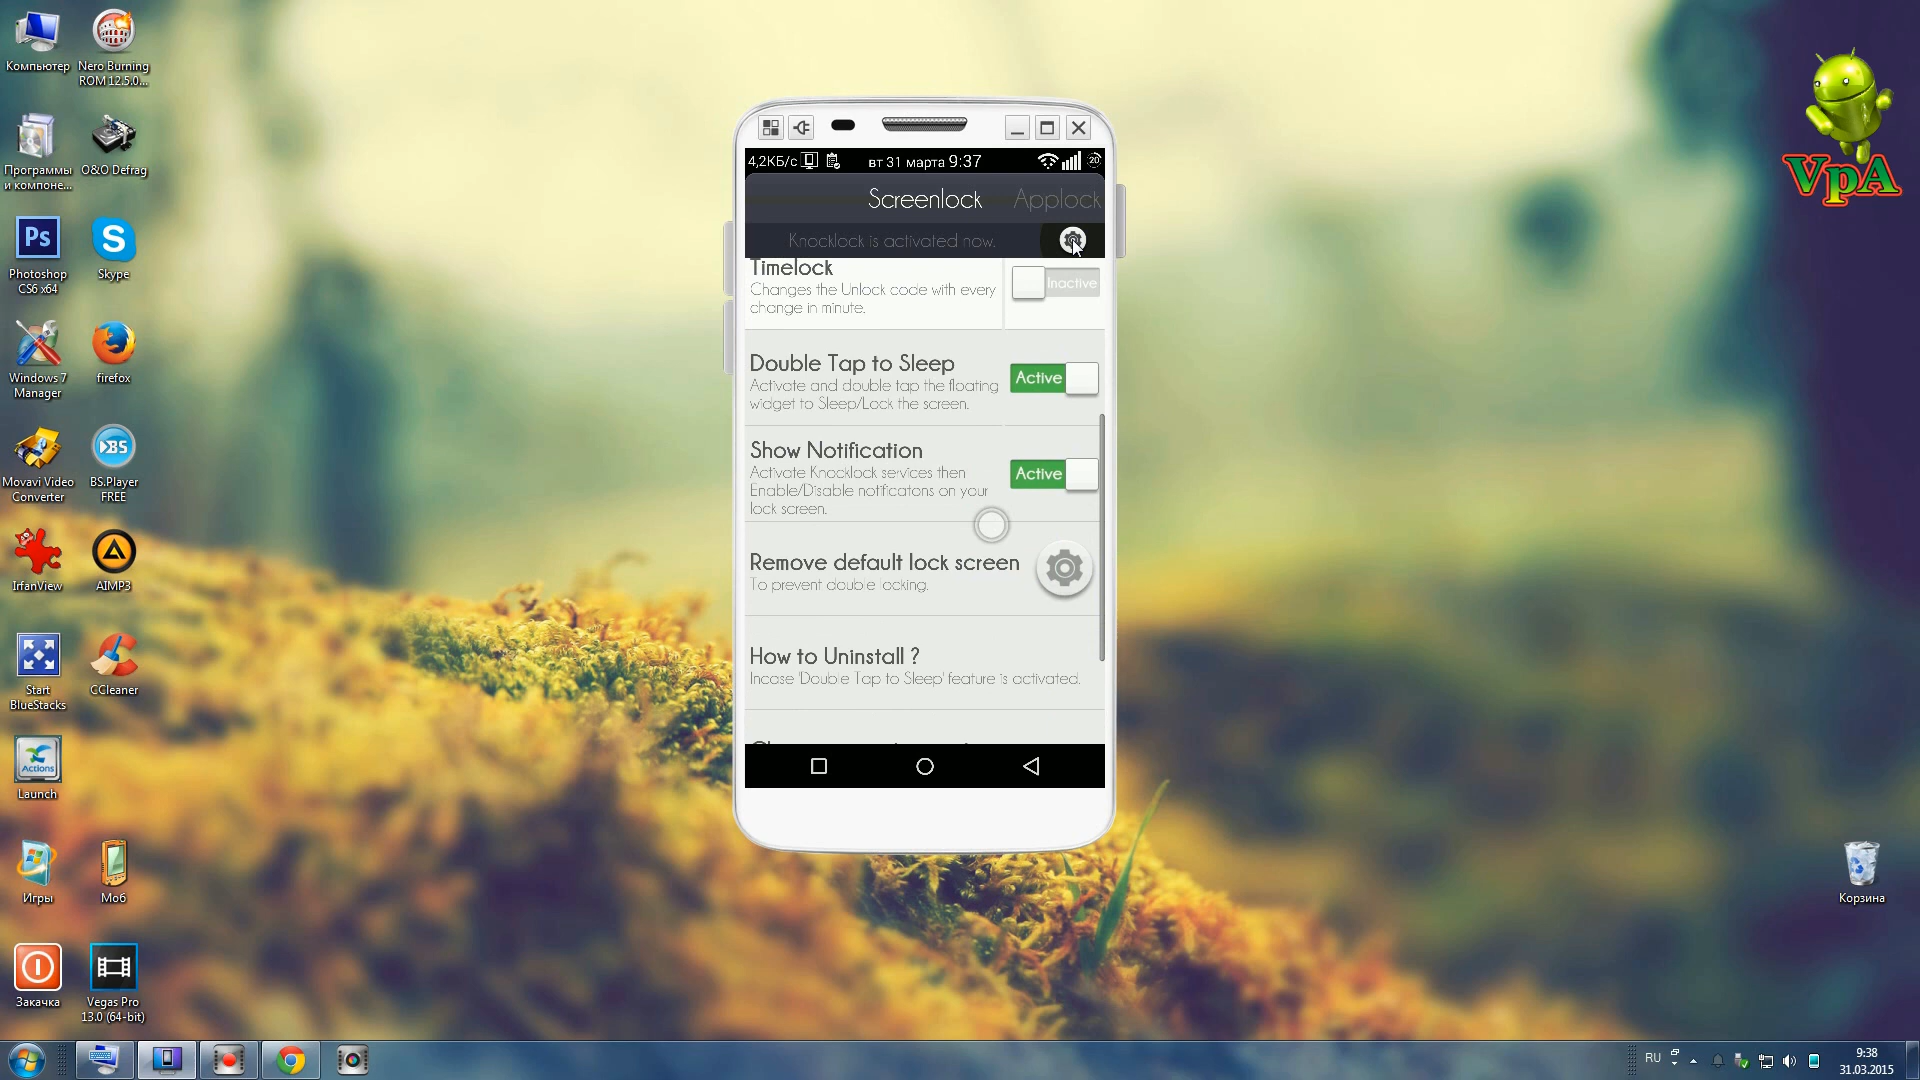 Компьютер
Nero Burning
ROM 12.5.0...
Программы
и компоне...
O&O Defrag
Ps
Photoshop
CS6 x64
Skype
Windows 7
Manager
firefox
Movavi Video
Converter
BS
BS.Player
FREE
IrfanView
AIMP3
Start
BlueStacks
CCleaner
Actions
Launch
Игры
Моб
Закачка
Vegas Pro
13.0 (64-bit)
4,2КБ/с
вт 31 марта 9:37
20
Screenlock
Applock
Knocklock is activated now.
Timelock
Changes the Unlock code with every
change in minute.
Inactive
Double Tap to Sleep
Activate and double tap the floating
widget to Sleep/Lock the screen.
Active
Show Notification
Activate Knocklock services then
Enable/Disable notificatons on your
lock screen.
Active
Remove default lock screen
To prevent double locking.
How to Uninstall ?
Incase 'Double Tap to Sleep' feature is activated.
VpA
Корзина
RU
9:38
31.03.2015